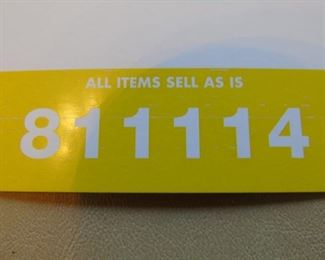 ALL ITEMS SELL AS IS
811114